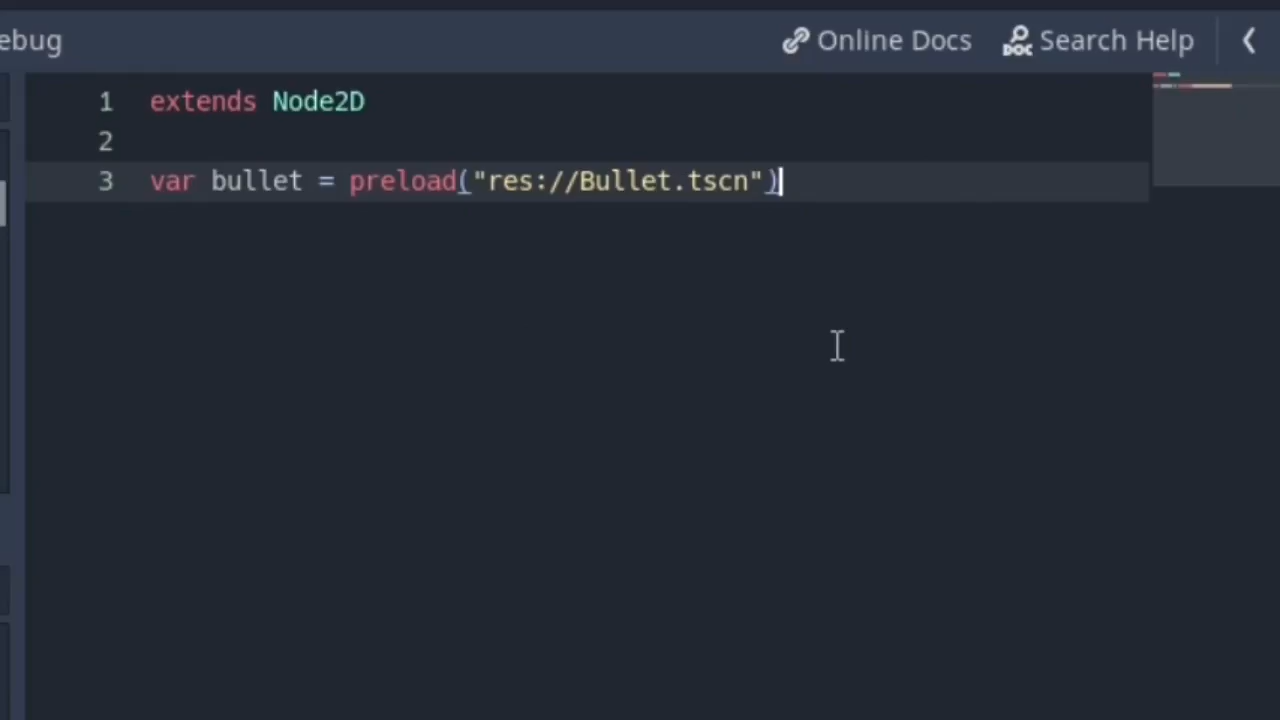 ebug Online Docs Search Help
1 extends Node2D
2
3 var bullet = preload("res://Bullet.tscn")